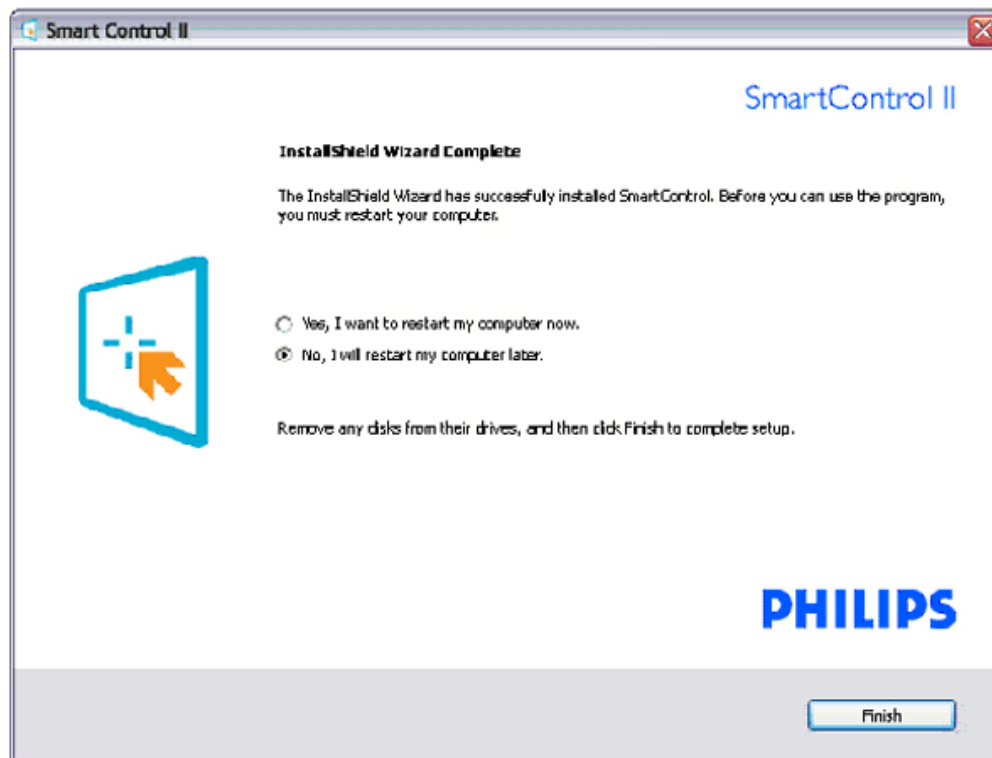 Smart Control II
SmartControl II
InstallShield Wizard Complete
The InstallShield Wizard has successfully installed SmartControl. Before you can use the program,
you must restart your computer.
Yes, I want to restart my computer now.
No, I will restart my computer later.
Remove any disks from their drives, and then click Finish to complete setup.
PHILIPS
Finish